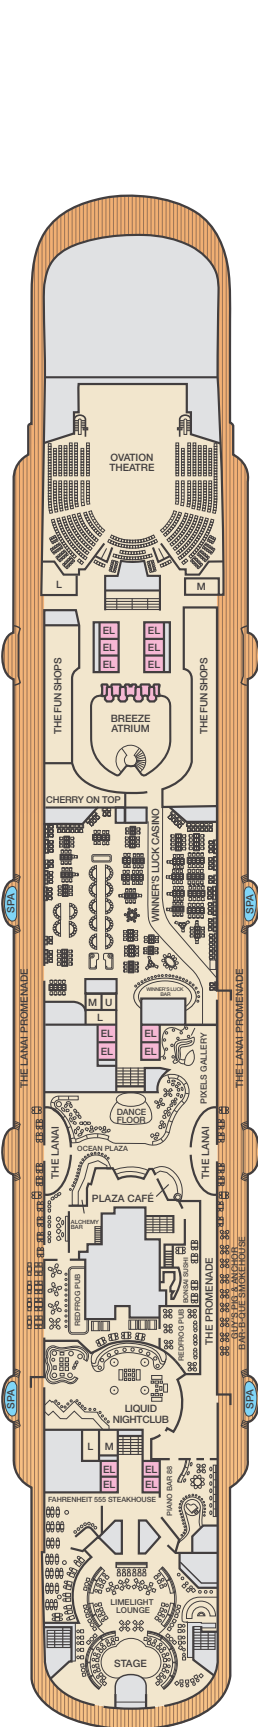 OVATION
THEATRE
L
M
EL
EL
EL
EL
EL
EL
THE FUN SHOPS
THE FUN SHOPS
BREEZE
ATRIUM
CHERRY ON TOP
WINNER'S LUCK CASINO
SPA
SPA
THE LANAI PROMENADE
THE LANAI PROMENADE
WINNER'S LUCK
BAR
M
U
L
EL
EL
EL
EL
PIXELS GALLERY
DANCE
FLOOR
THE LANAI
THE LANAI
OCEAN PLAZA
PLAZA CAFÉ
ALCHEMY
BAR
REDFROG PUB
BONSAI SUSHI
REDFROG PUB
THE PROMENADE
GUY'S PIG & ANCHOR
BAR-B-QUE SMOKEHOUSE
SPA
SPA
LIQUID
NIGHTCLUB
L
M
EL
EL
EL
EL
FAHRENHEIT 555 STEAKHOUSE
PIANO BAR 88
LIMELIGHT
LOUNGE
STAGE